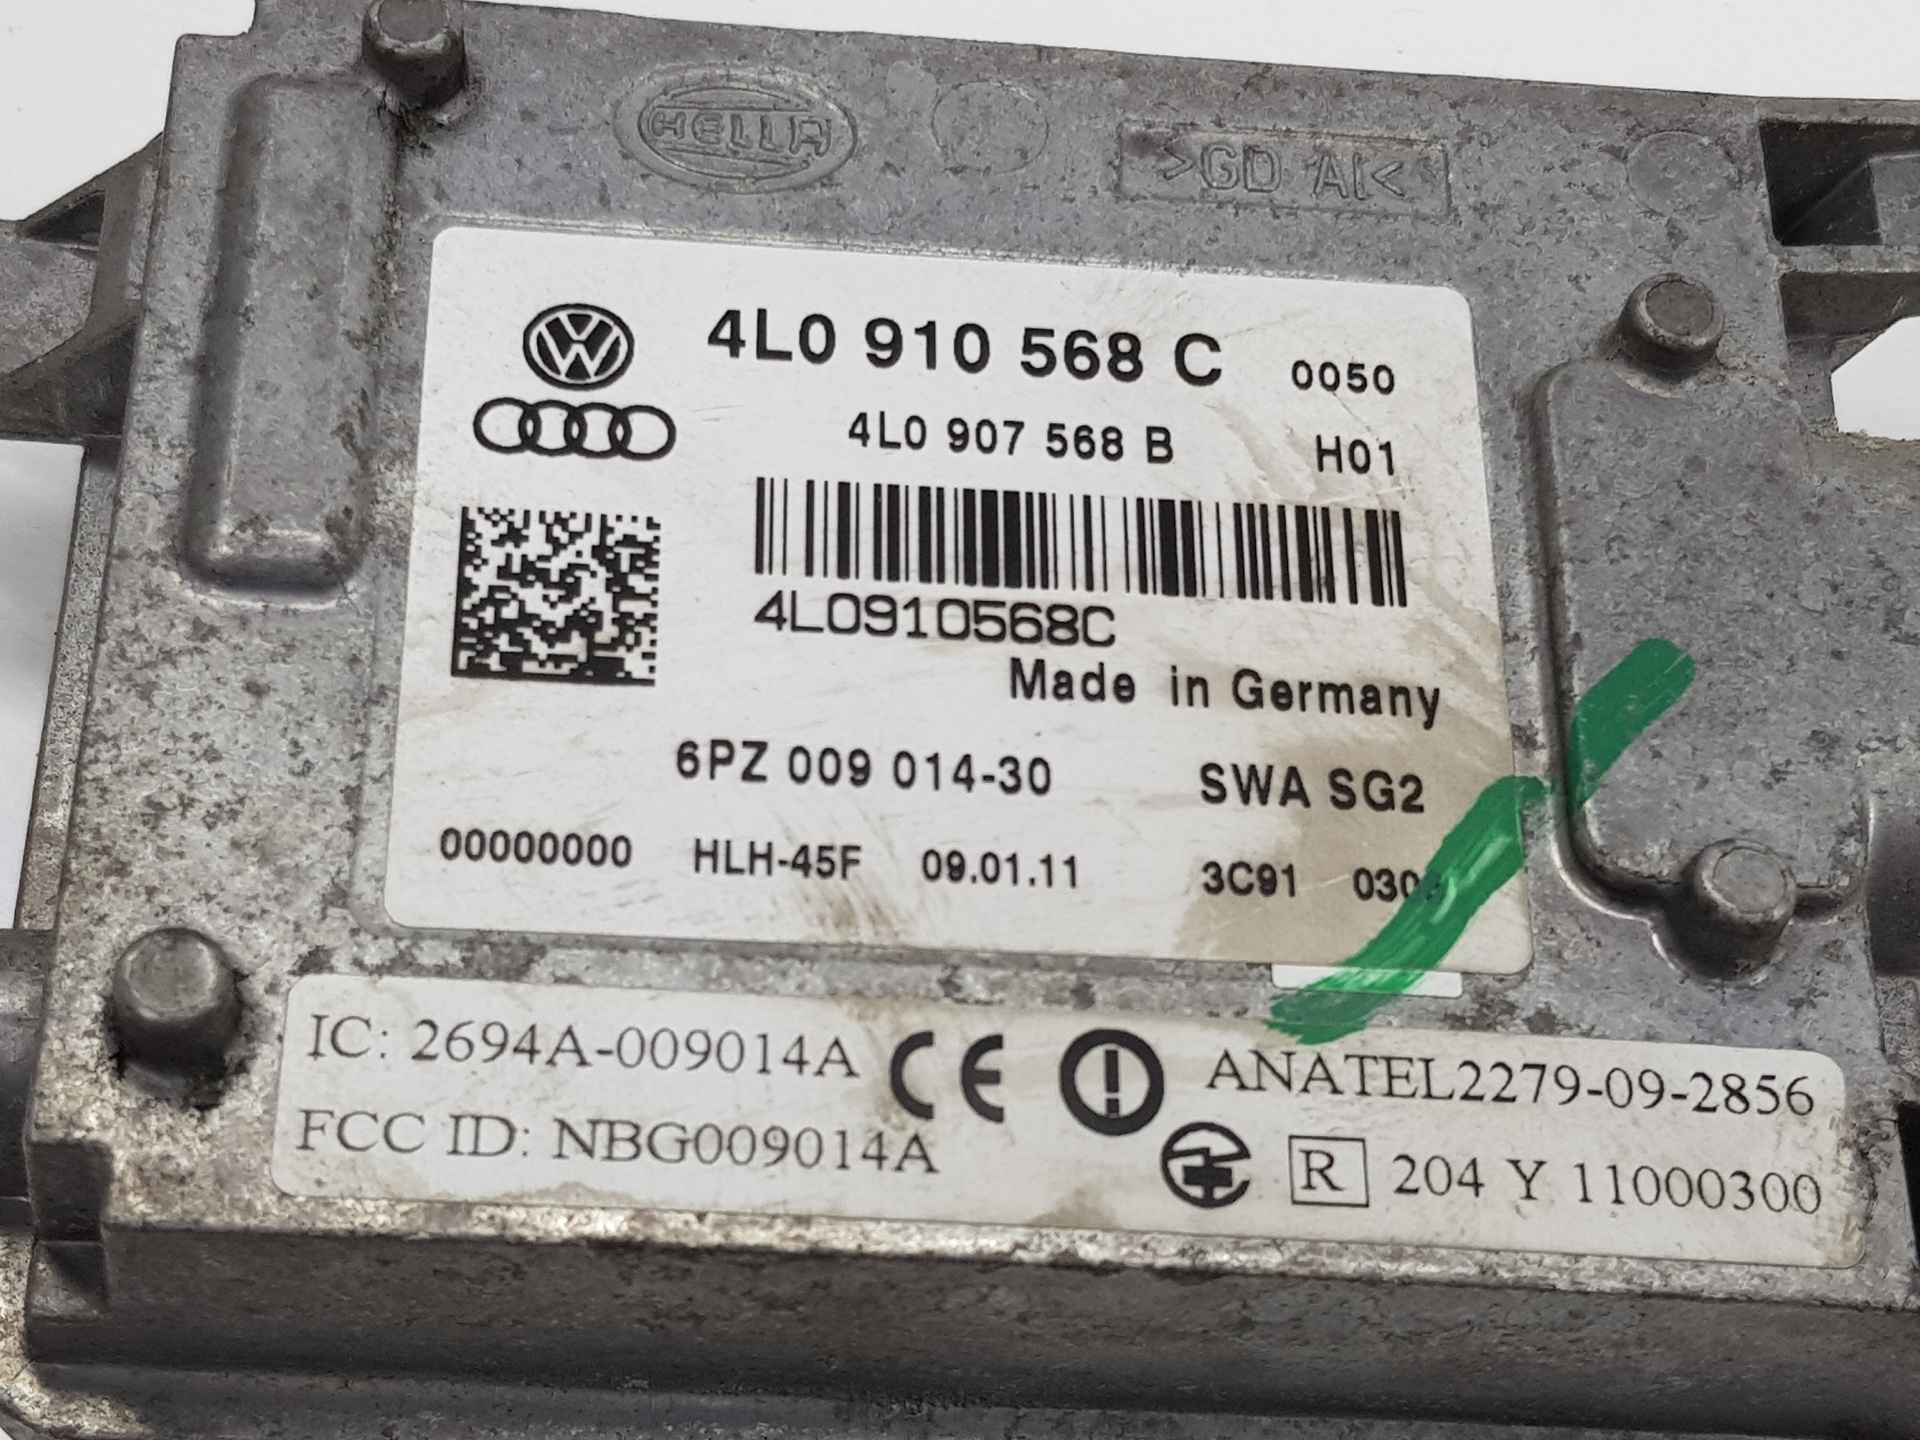 HELLA
>GD Al<
4L0 910 568 C 0050
4L0 907 568 B H01
4L0910568C
Made in Germany
6PZ 009 014-30 SWA SG2
00000000 HLH-45F 09.01.11 3C91
IC: 2694A-009014A CE ANATEL2279-09-2856
FCC ID: NBG009014A R 204 Y 11000300